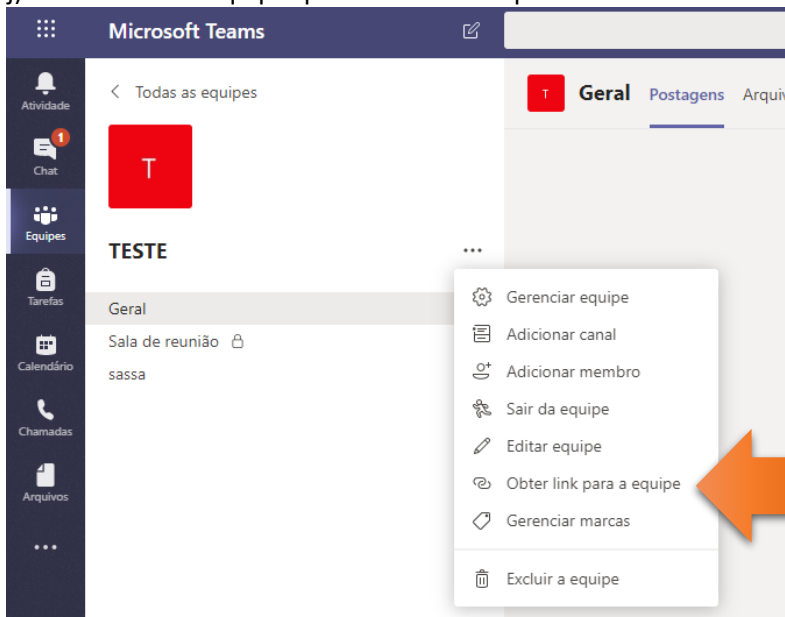 Microsoft Teams
Atividade
1
Chat
Equipes
Tarefas
Calendário
Chamadas
Arquivos
Todas as equipes
T
TESTE
Geral
Sala de reunião
sassa
T Geral Postagens Arquiv
Gerenciar equipe
Adicionar canal
Adicionar membro
Sair da equipe
Editar equipe
Obter link para a equipe
Gerenciar marcas
Excluir a equipe